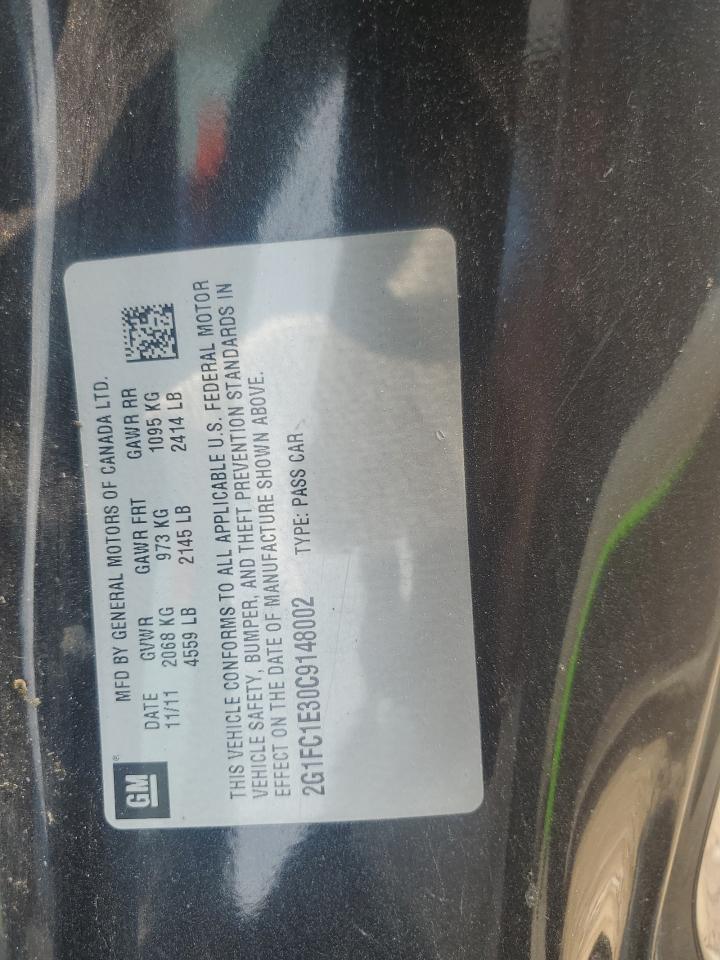 GM®
MFD BY GENERAL MOTORS OF CANADA LTD.
DATE GVWR GAWR FRT GAWR RR
11/11 2068 KG 973 KG 1095 KG
4559 LB 2145 LB 2414 LB
THIS VEHICLE CONFORMS TO ALL APPLICABLE U.S. FEDERAL MOTOR
VEHICLE SAFETY, BUMPER, AND THEFT PREVENTION STANDARDS IN
EFFECT ON THE DATE OF MANUFACTURE SHOWN ABOVE.
2G1FC1E30C9148002 TYPE: PASS CAR